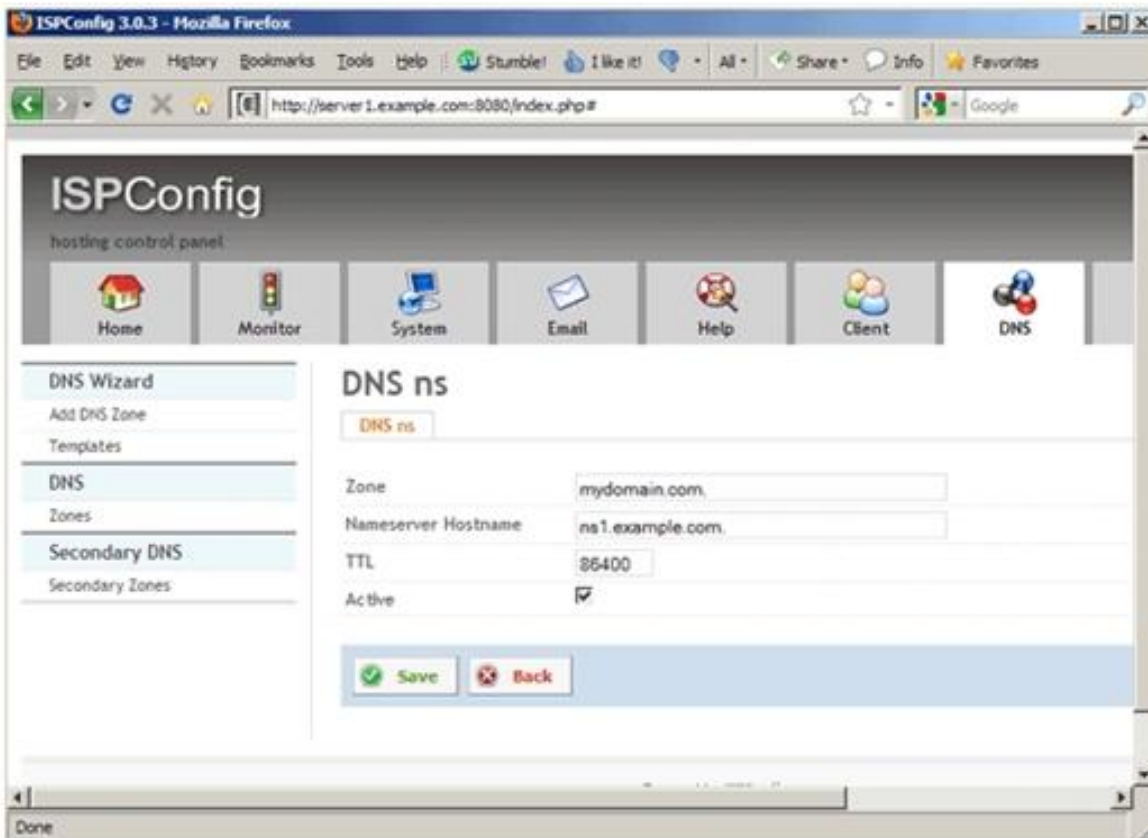 ISPConfig 3.0.3 - Mozilla Firefox
File Edit View History Bookmarks Tools Help Stumble! I like it! All Share Info Favorites
http://server1.example.com:8080/index.php# Google
ISPConfig
hosting control panel
Home Monitor System Email Help Client DNS
DNS Wizard
Add DNS Zone
Templates
DNS
Zones
Secondary DNS
Secondary Zones
DNS ns
DNS ns
Zone mydomain.com.
Nameserver Hostname ns1.example.com.
TTL 86400
Active
Save Back
Done